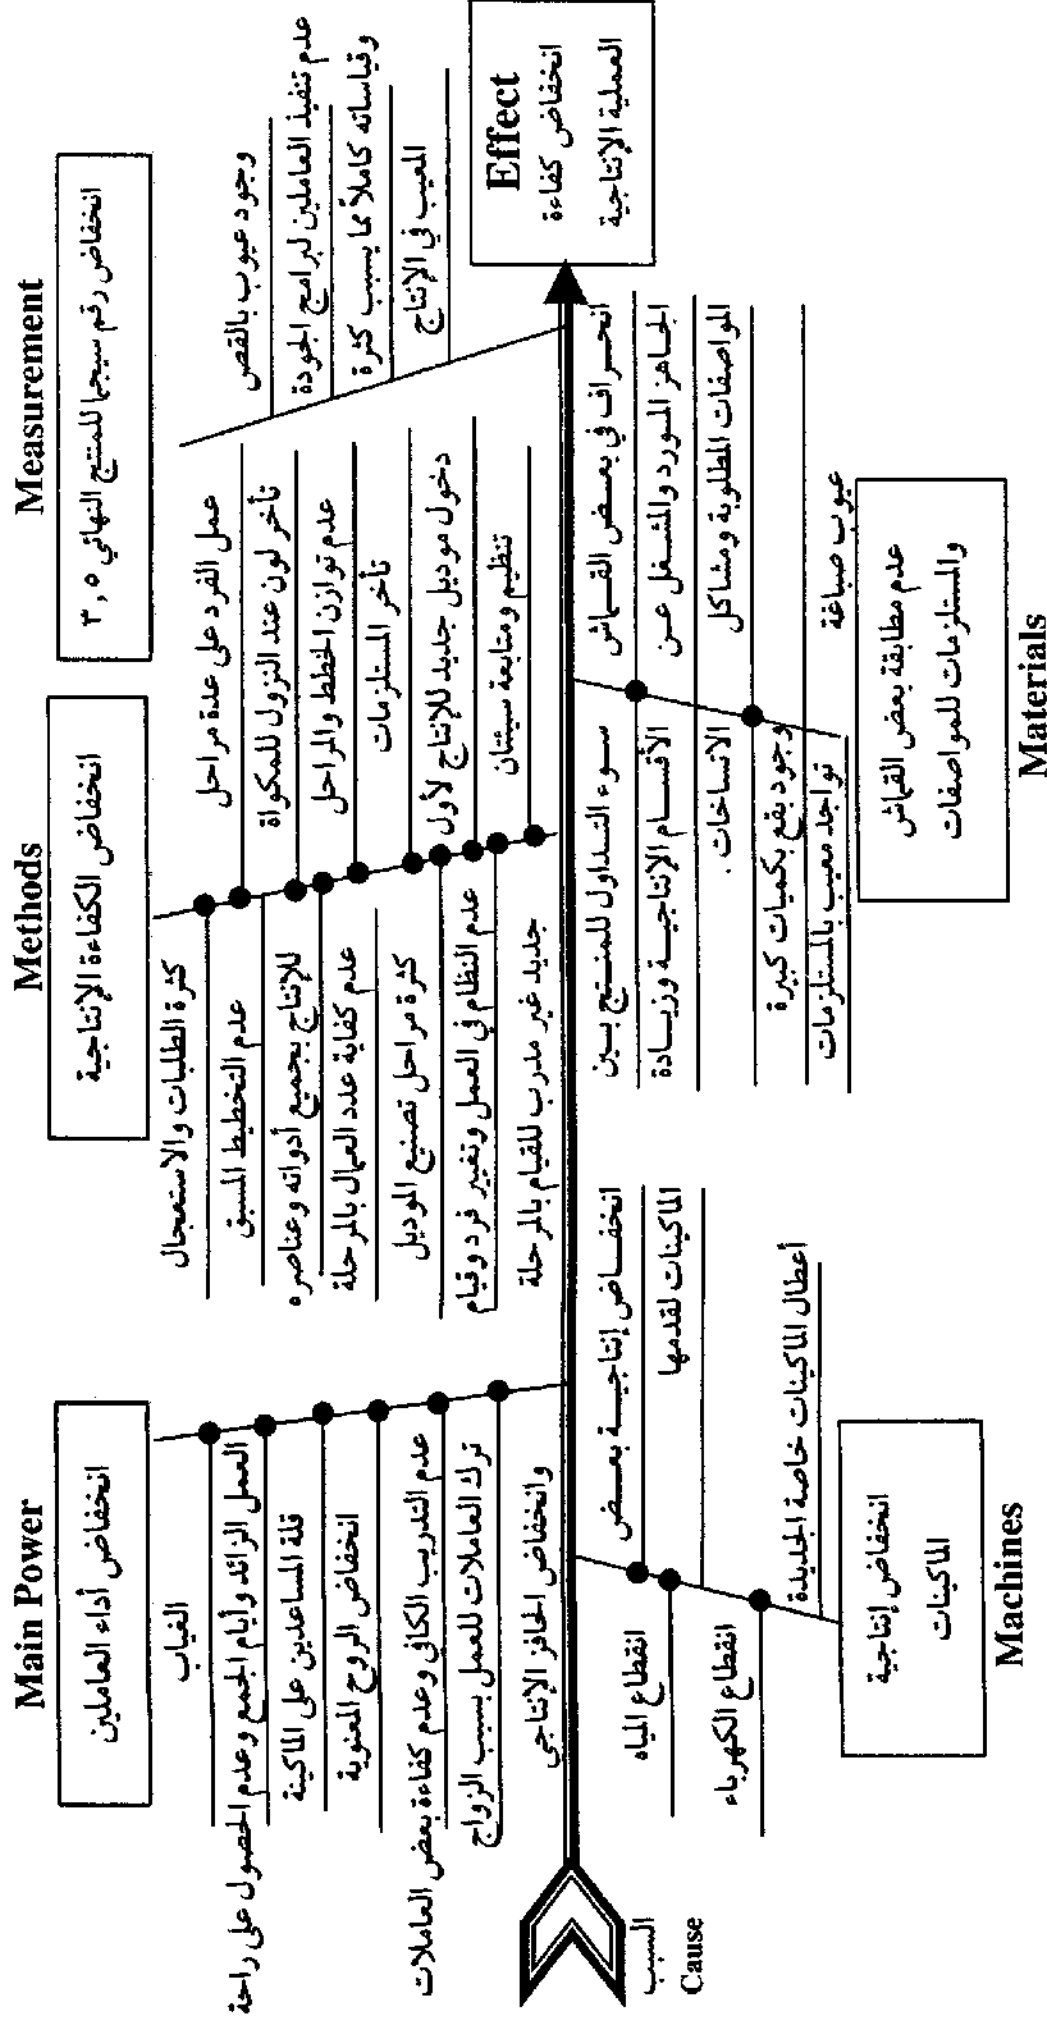 Main Power
انخفاض أداء العاملين
الغياب
العمل الزائد وأيام الجمع وعدم الحصول على راحة
قلة المساعدين على الماكينة
انخفاض الروح المعنوية
عدم التدريب الكافي وعدم كفاءة بعض العاملات
ترك العاملات للعمل بسبب الزواج
وانخفاض الحافز الإنتاجي
Methods
انخفاض الكفاءة الإنتاجية
كثرة الطلبات والاستعجال
عدم التخطيط المسبق
للإنتاج بجميع أدواته وعناصره
عدم كفاية عدد العمال بالمرحلة
كثرة مراحل تصنيع الموديل
عدم النظام في العمل وتغيير فرد وقيام
جديد غير مدرب للقيام بالمرحلة
عمل الفرد على عدة مراحل
تأخر لون عند النزول للمكواة
عدم توازن الخطط والمراحل
تأخر المستلزمات
دخول موديل جديد للإنتاج لأول
تنظيم ومتابعة سيئتان
Measurement
انخفاض رقم سيجما للمنتج النهائي ٣,٥
وجود عيوب بالقص
عدم تنفيذ العاملين لبرامج الجودة
وقياساته كاملاً مما يسبب كثرة
المعيب في الإنتاج
Effect
انخفاض كفاءة
العملية الإنتاجية
السبب
Cause
انقطاع المياه
انقطاع الكهرباء
انخفاض إنتاجية بعض
الماكينات لقدمها
أعطال الماكينات خاصة الجديدة
انخفاض إنتاجية
الماكينات
Machines
سوء التداول للمنتج بين
الأقسام الإنتاجية وزيادة
الاتساخات .
وجود بقع بكميات كبيرة
تواجد معيب بالمستلزمات
انحراف في بعض القماش
الجاهز المورد والمشغل عن
المواصفات المطلوبة ومشاكل
عيوب صباغة
عدم مطابقة بعض القماش
والمستلزمات للمواصفات
Materials